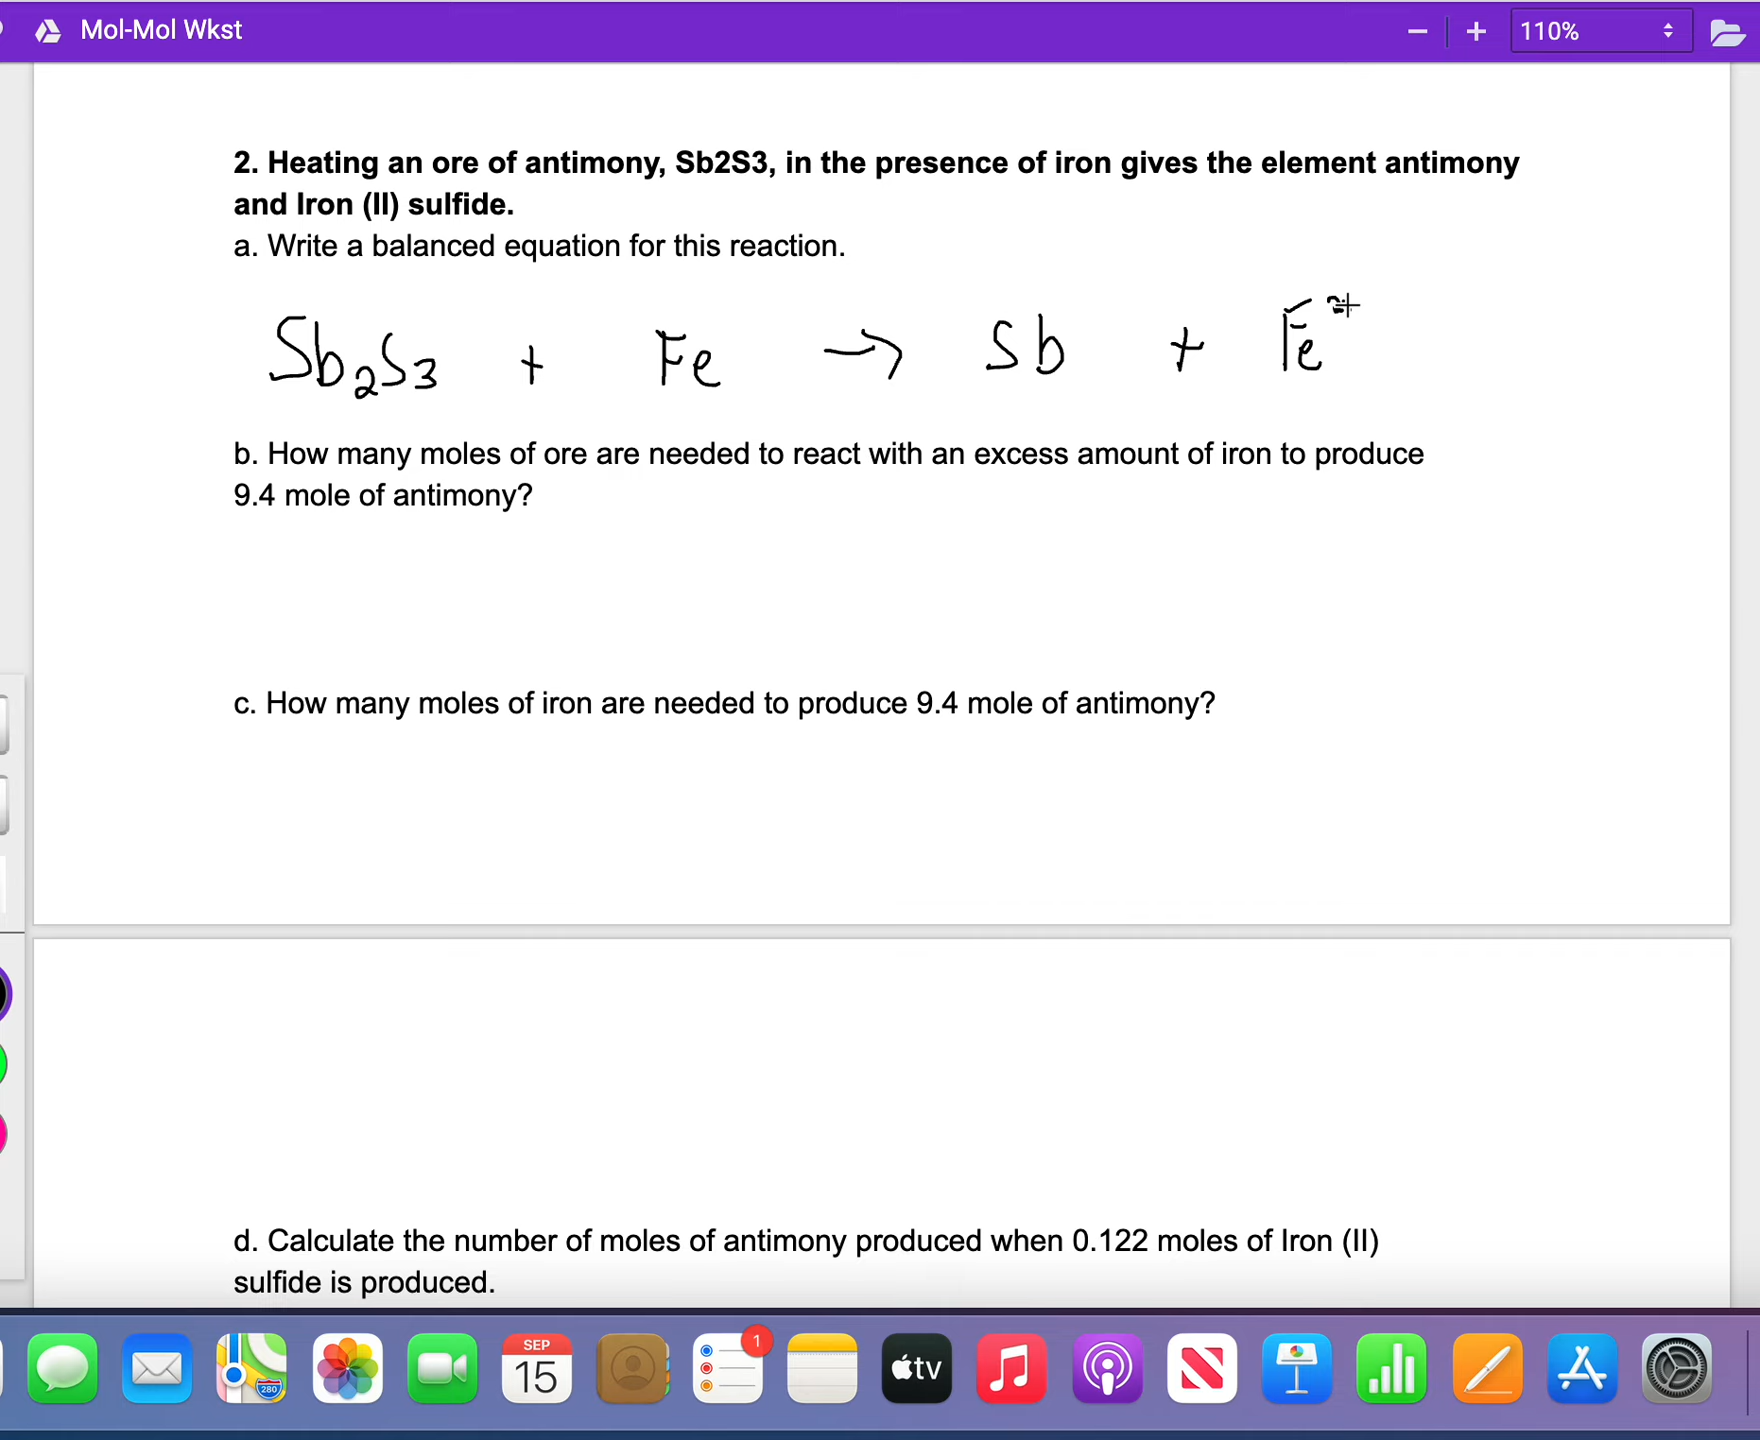 Mol-Mol Wkst
− | + 110%
2. Heating an ore of antimony, Sb2S3, in the presence of iron gives the element antimony
and Iron (II) sulfide.
a. Write a balanced equation for this reaction.
Sb₂S₃ + Fe → Sb + Fe²⁺
b. How many moles of ore are needed to react with an excess amount of iron to produce
9.4 mole of antimony?
c. How many moles of iron are needed to produce 9.4 mole of antimony?
d. Calculate the number of moles of antimony produced when 0.122 moles of Iron (II)
sulfide is produced.
280
SEP
15
1
tv